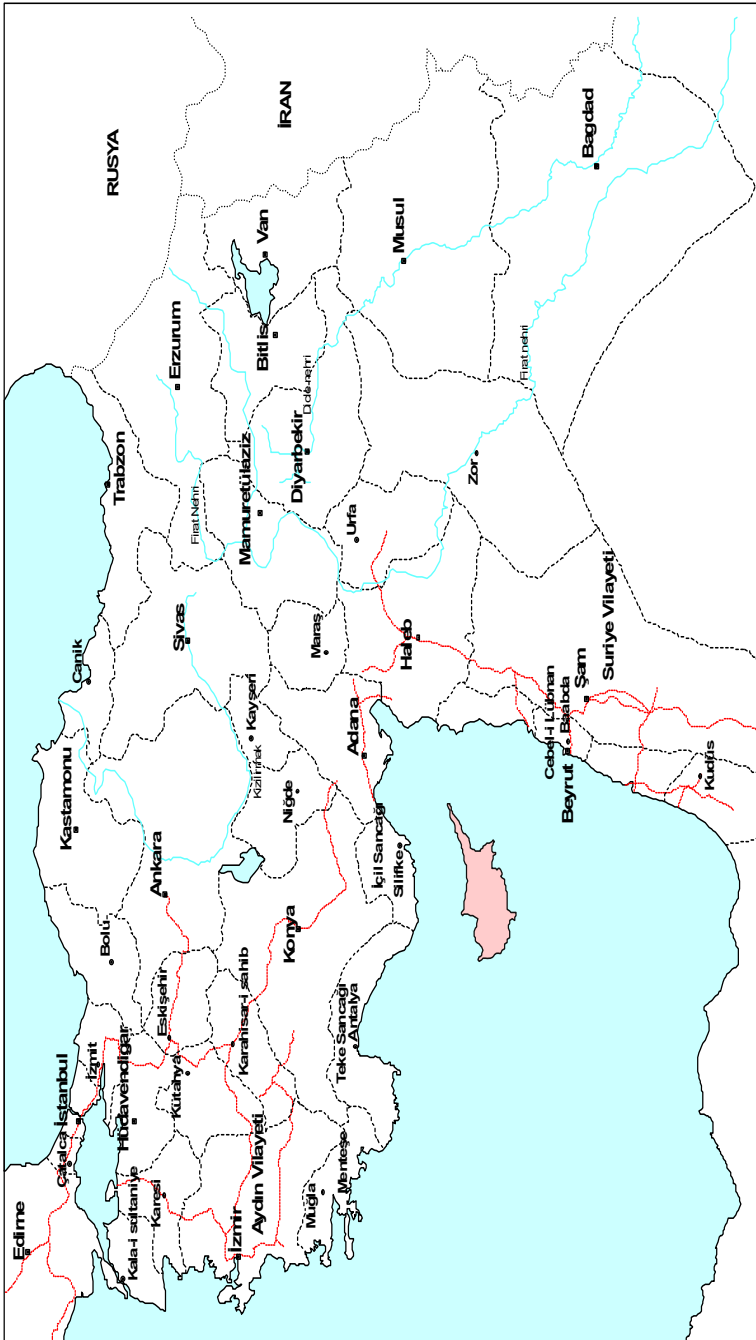 RUSYA
İRAN
Edirne
Çatalca
İstanbul
İzmit
Hüdavendigar
Kala-i sultaniye
Karesi
Kütahya
Eskişehir
Bolu
Kastamonu
Canik
Trabzon
Erzurum
Ankara
Sivas
Fırat Nehri
Mamuretülaziz
Bitlis
Van
İzmir
Aydın Vilayeti
Karahisar-i sahib
Kızılırmak
Kayseri
Niğde
Konya
Maraş
Diyarbekir
Dicle nehri
Urfa
Musul
Muğla
Menteşe
Teke Sancağı
Antalya
İçil Sancağı
Silifke
Adana
Haleb
Zor
Fırat nehri
Bagdad
Cebel-i Lübnan
Beyrut
Baabda
Şam
Suriye Vilayeti
Kudüs